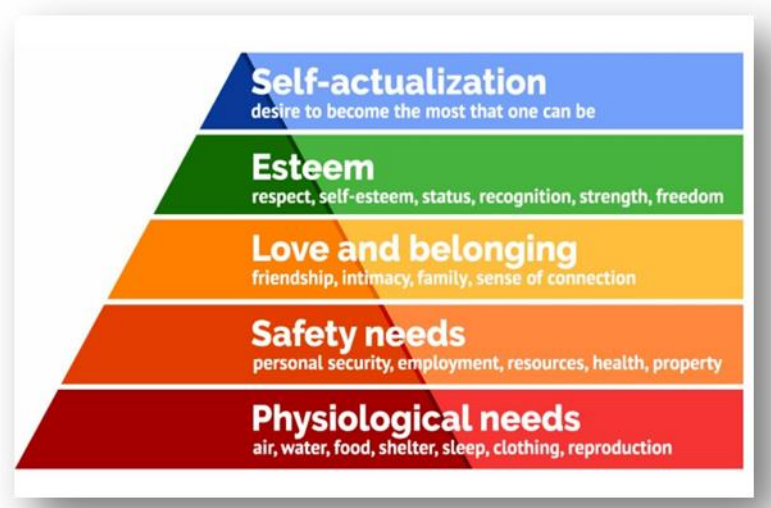 Self-actualization
desire to become the most that one can be
Esteem
respect, self-esteem, status, recognition, strength, freedom
Love and belonging
friendship, intimacy, family, sense of connection
Safety needs
personal security, employment, resources, health, property
Physiological needs
air, water, food, shelter, sleep, clothing, reproduction